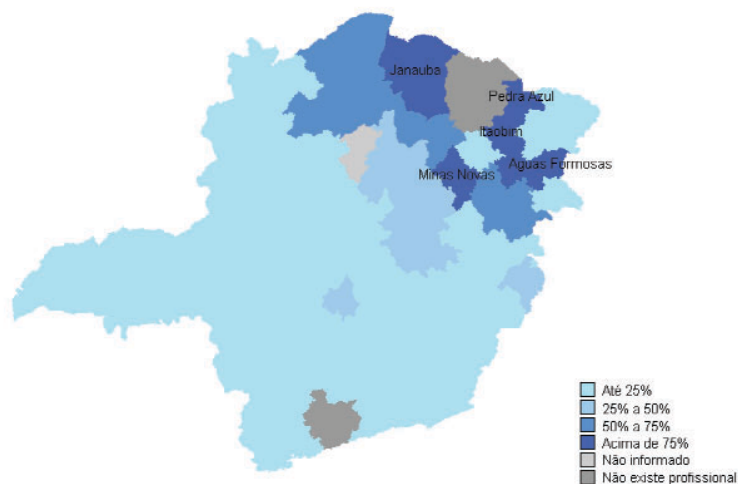 Janauba
Pedra Azul
Itaobim
Aguas Formosas
Minas Novas
Até 25%
25% a 50%
50% a 75%
Acima de 75%
Não informado
Não existe profissional